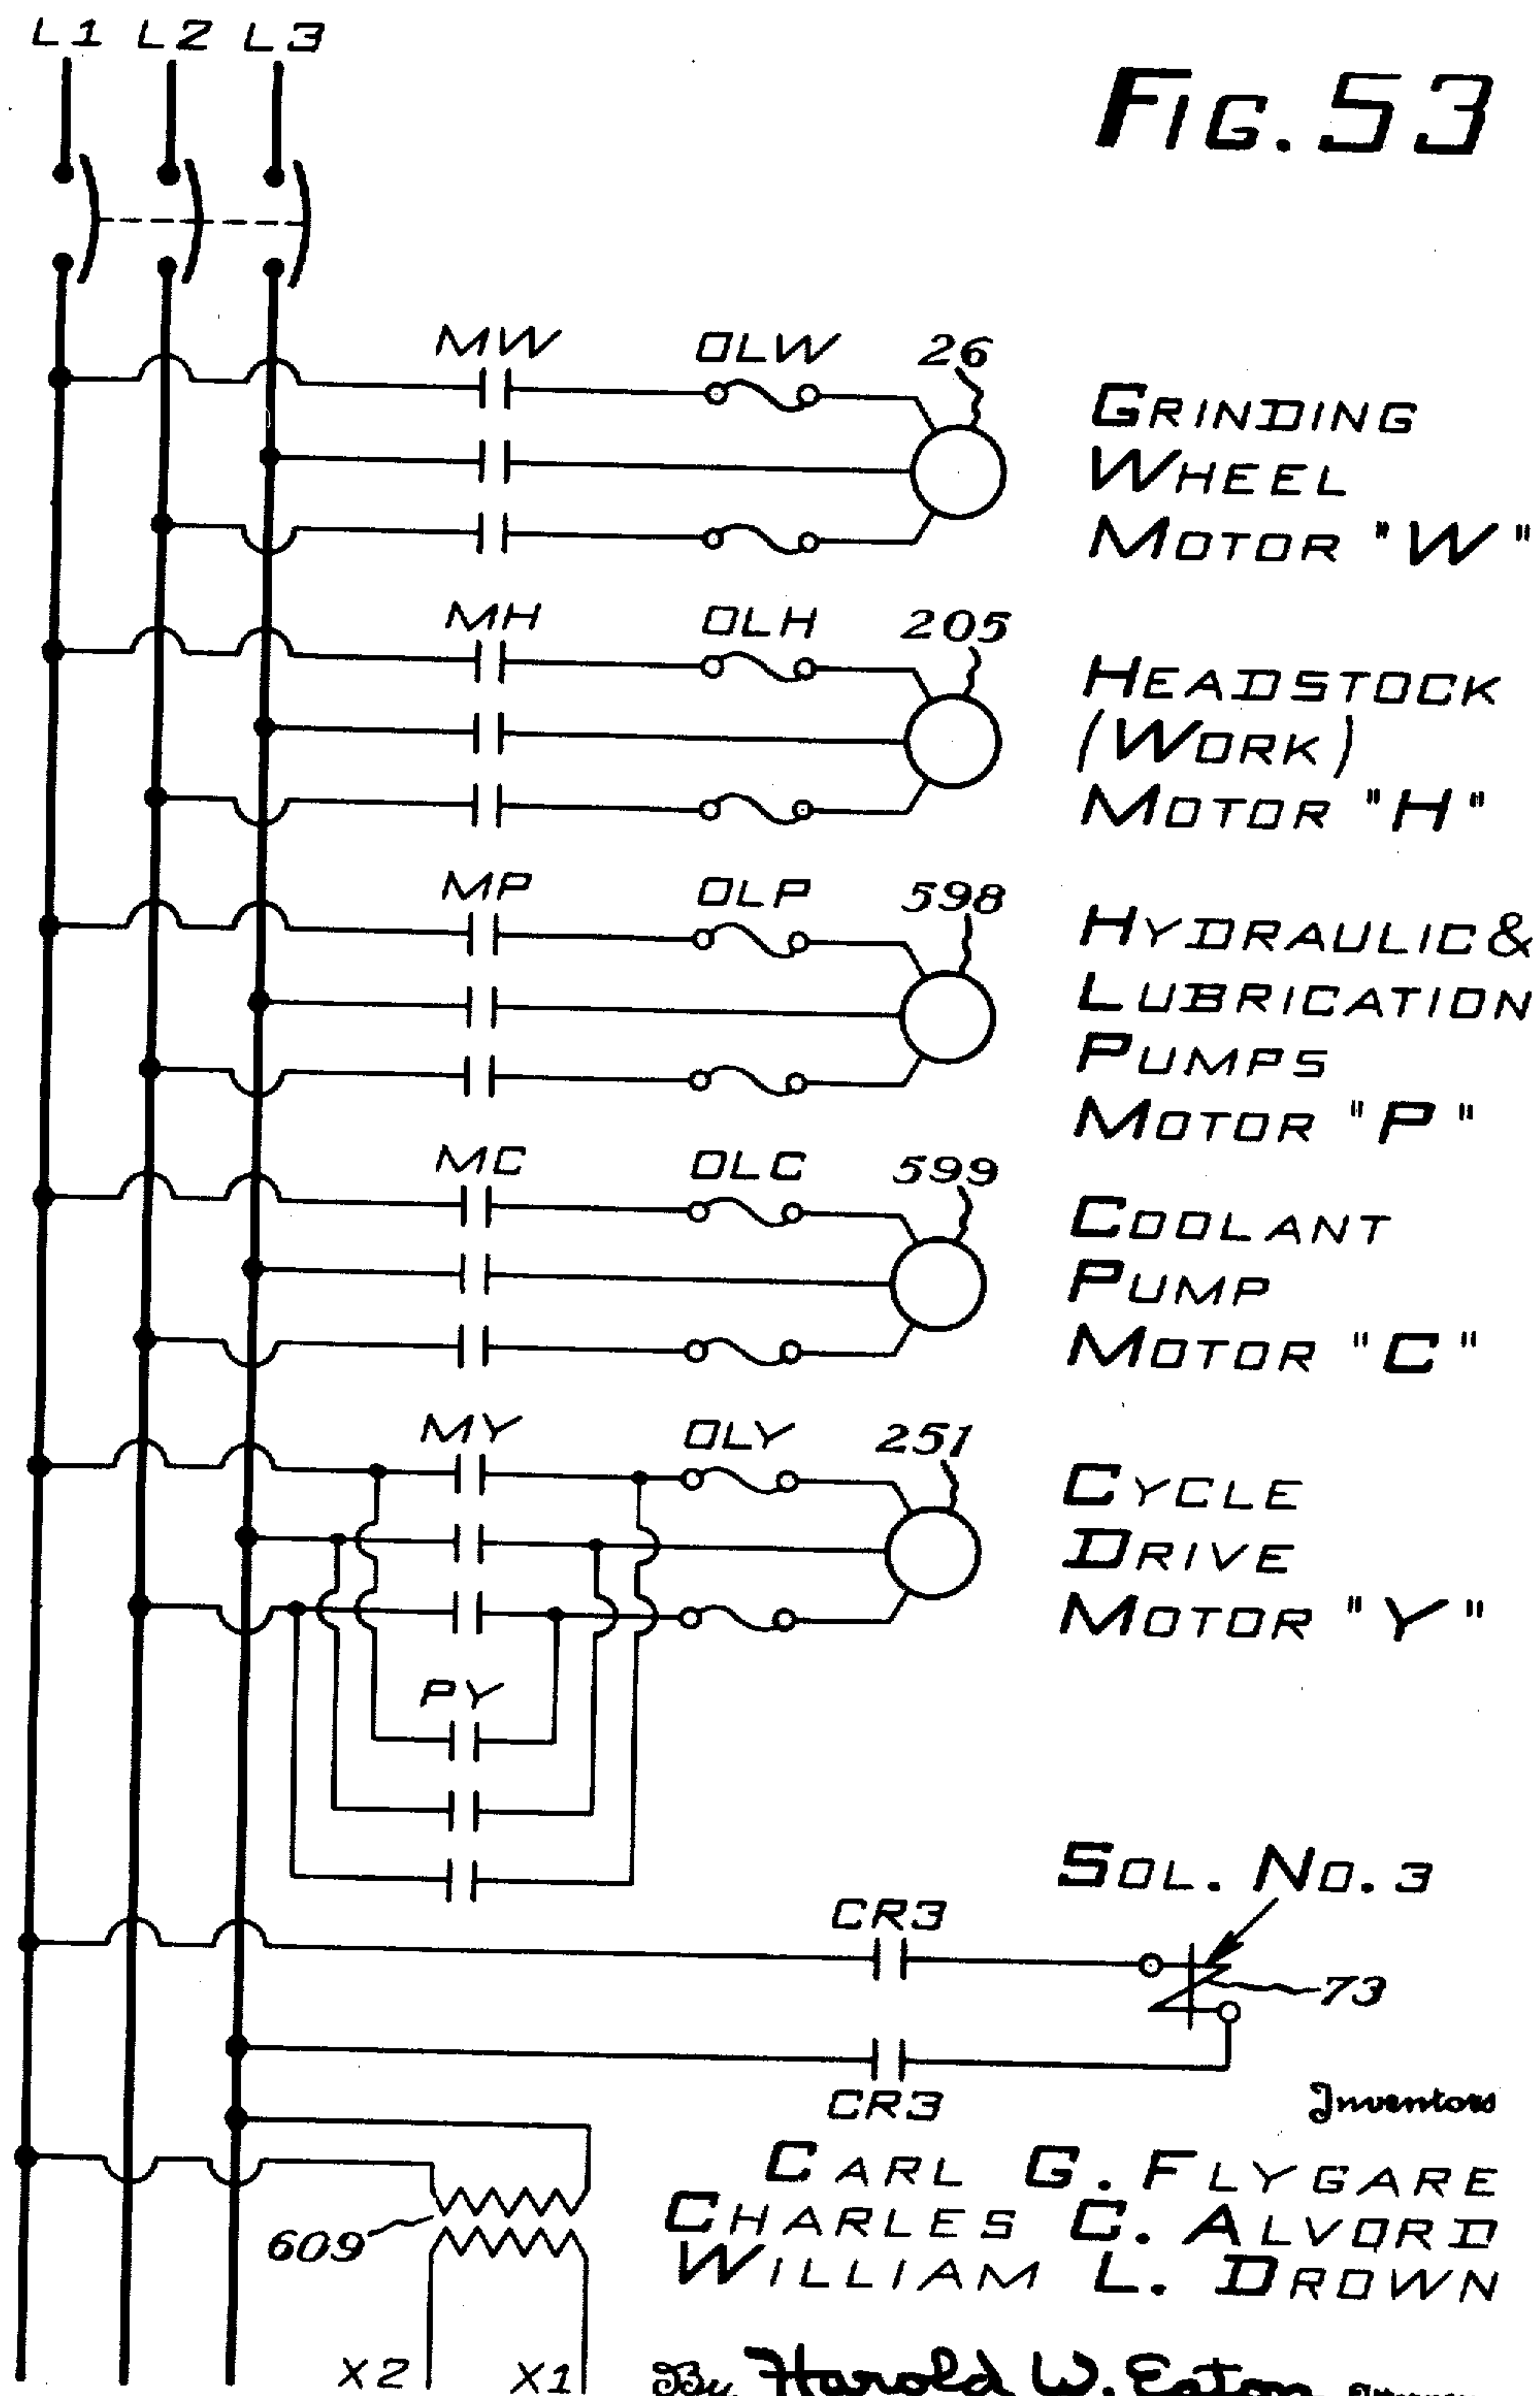 L1 L2 L3
FIG. 53
MW OLW 26
GRINDING
WHEEL
MOTOR "W"
MH OLH 205
HEADSTOCK
(WORK)
MOTOR "H"
MP OLP 598
HYDRAULIC &
LUBRICATION
PUMPS
MOTOR "P"
MC OLC 599
COOLANT
PUMP
MOTOR "C"
MY OLY 251
CYCLE
DRIVE
MOTOR "Y"
PY
SOL. NO. 3
CR3
73
CR3
Inventors
CARL G. FLYGARE
CHARLES C. ALVORD
WILLIAM L. DROWN
609
X2 X1
By Harold W. Eaton
Attorney